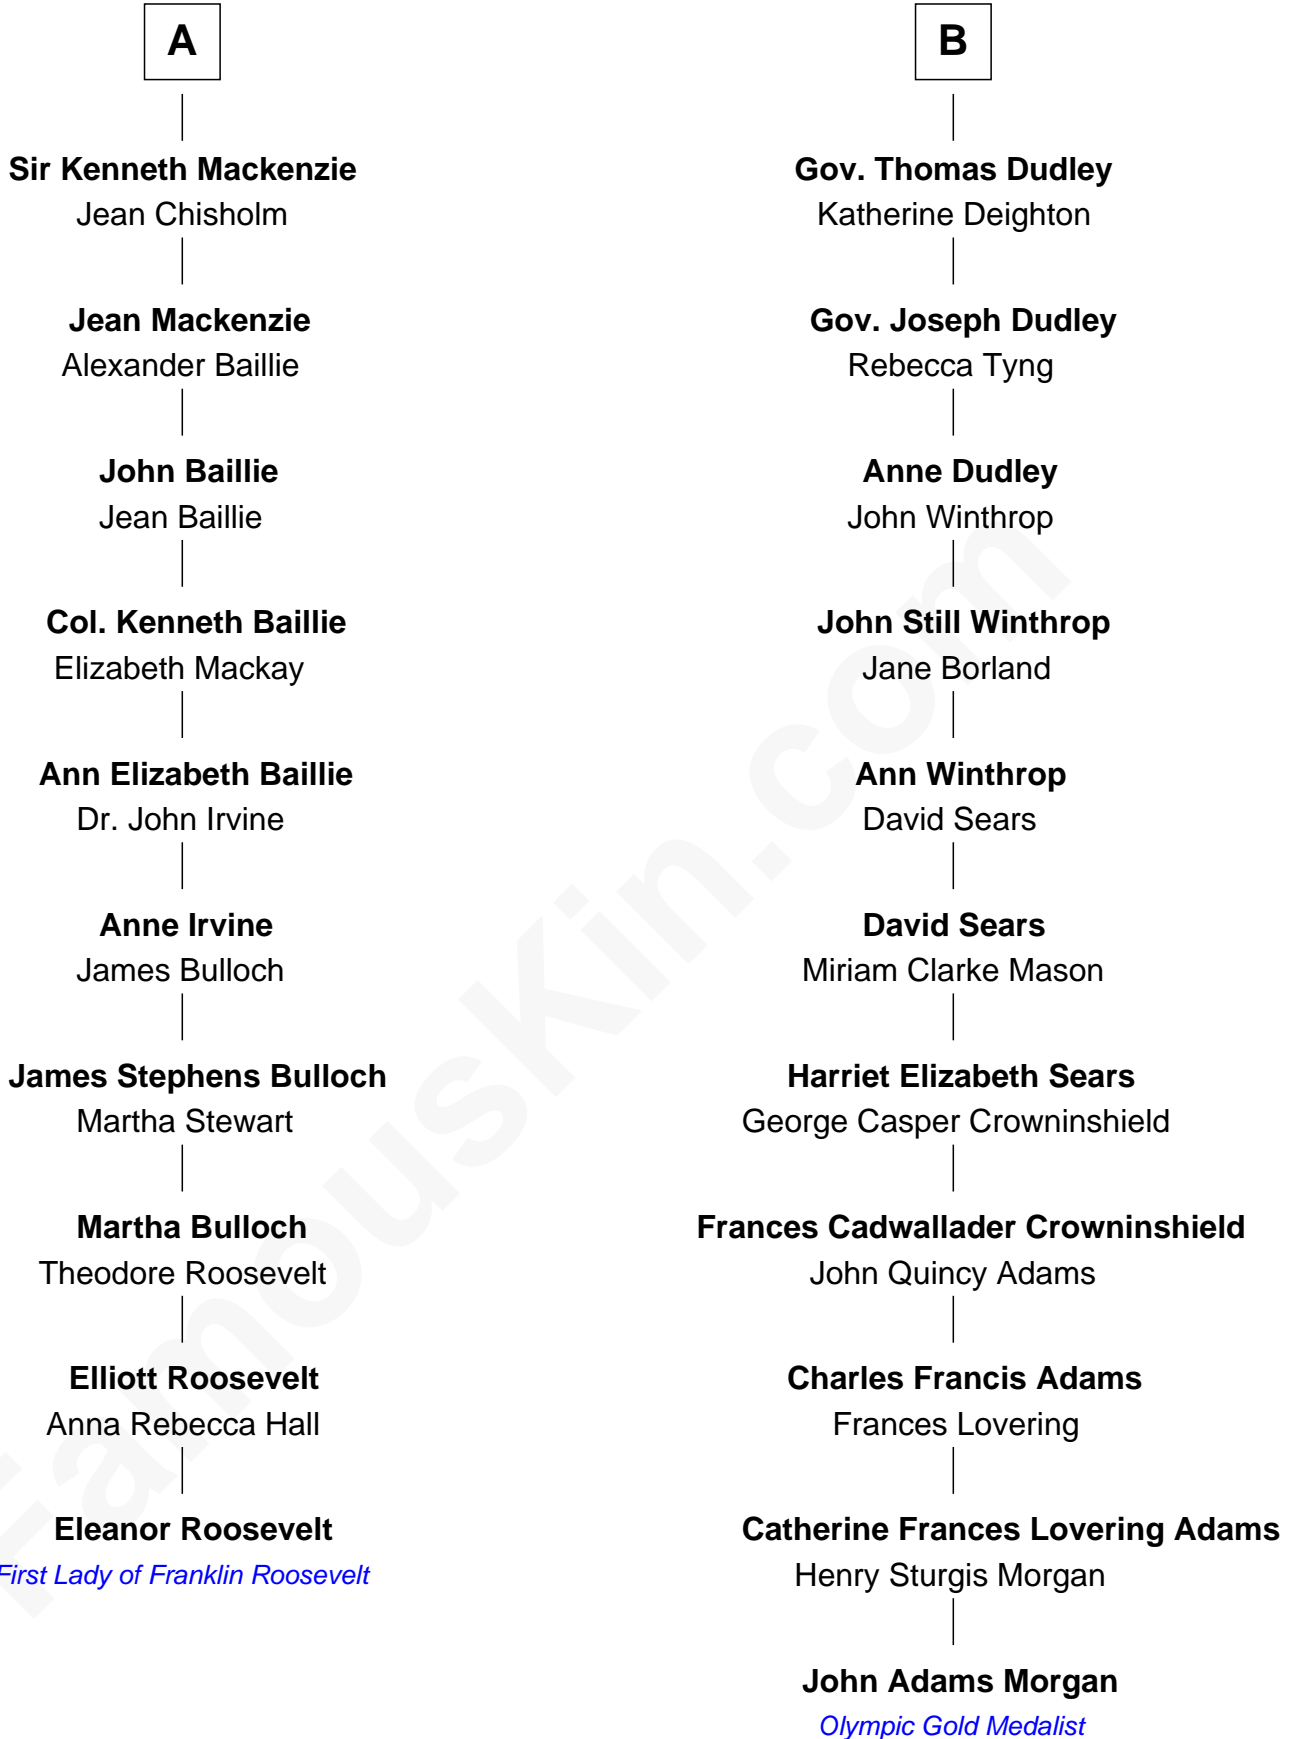 A
Sir Kenneth Mackenzie
Jean Chisholm
Jean Mackenzie
Alexander Baillie
John Baillie
Jean Baillie
Col. Kenneth Baillie
Elizabeth Mackay
Ann Elizabeth Baillie
Dr. John Irvine
Anne Irvine
James Bulloch
James Stephens Bulloch
Martha Stewart
Martha Bulloch
Theodore Roosevelt
Elliott Roosevelt
Anna Rebecca Hall
Eleanor Roosevelt
First Lady of Franklin Roosevelt
B
Gov. Thomas Dudley
Katherine Deighton
Gov. Joseph Dudley
Rebecca Tyng
Anne Dudley
John Winthrop
John Still Winthrop
Jane Borland
Ann Winthrop
David Sears
David Sears
Miriam Clarke Mason
Harriet Elizabeth Sears
George Casper Crowninshield
Frances Cadwallader Crowninshield
John Quincy Adams
Charles Francis Adams
Frances Lovering
Catherine Frances Lovering Adams
Henry Sturgis Morgan
John Adams Morgan
Olympic Gold Medalist
FamousKin.com